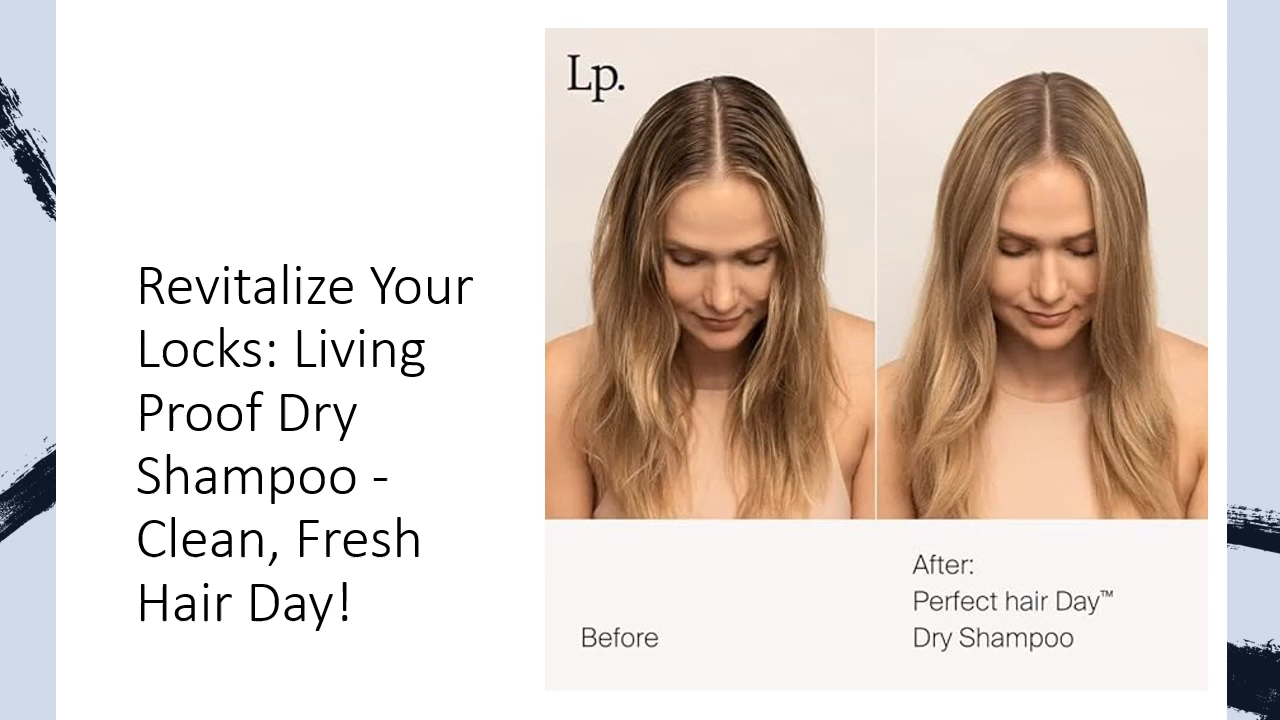 Revitalize Your
Locks: Living
Proof Dry
Shampoo -
Clean, Fresh
Hair Day!
Lp.
Before
After:
Perfect hair Day™
Dry Shampoo